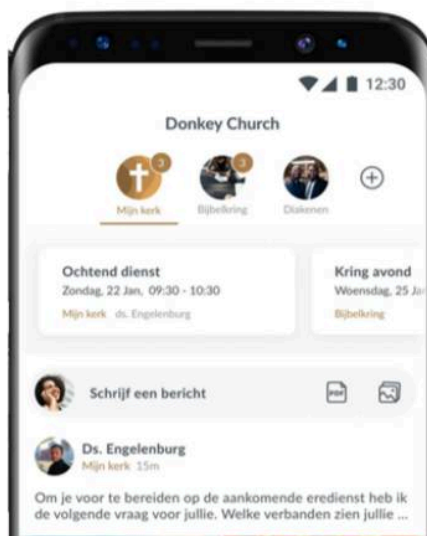 12:30
Donkey Church
3
3
Mijn kerk
Bijbelkring
Diakenen
Ochtend dienst
Zondag, 22 Jan, 09:30 - 10:30
Mijn kerk ds. Engelenburg
Kring avond
Woensdag, 25 Ja
Bijbelkring
Schrijf een bericht
PDF
Ds. Engelenburg
Mijn kerk 15m
Om je voor te bereiden op de aankomende eredienst heb ik
de volgende vraag voor jullie. Welke verbanden zien jullie ...